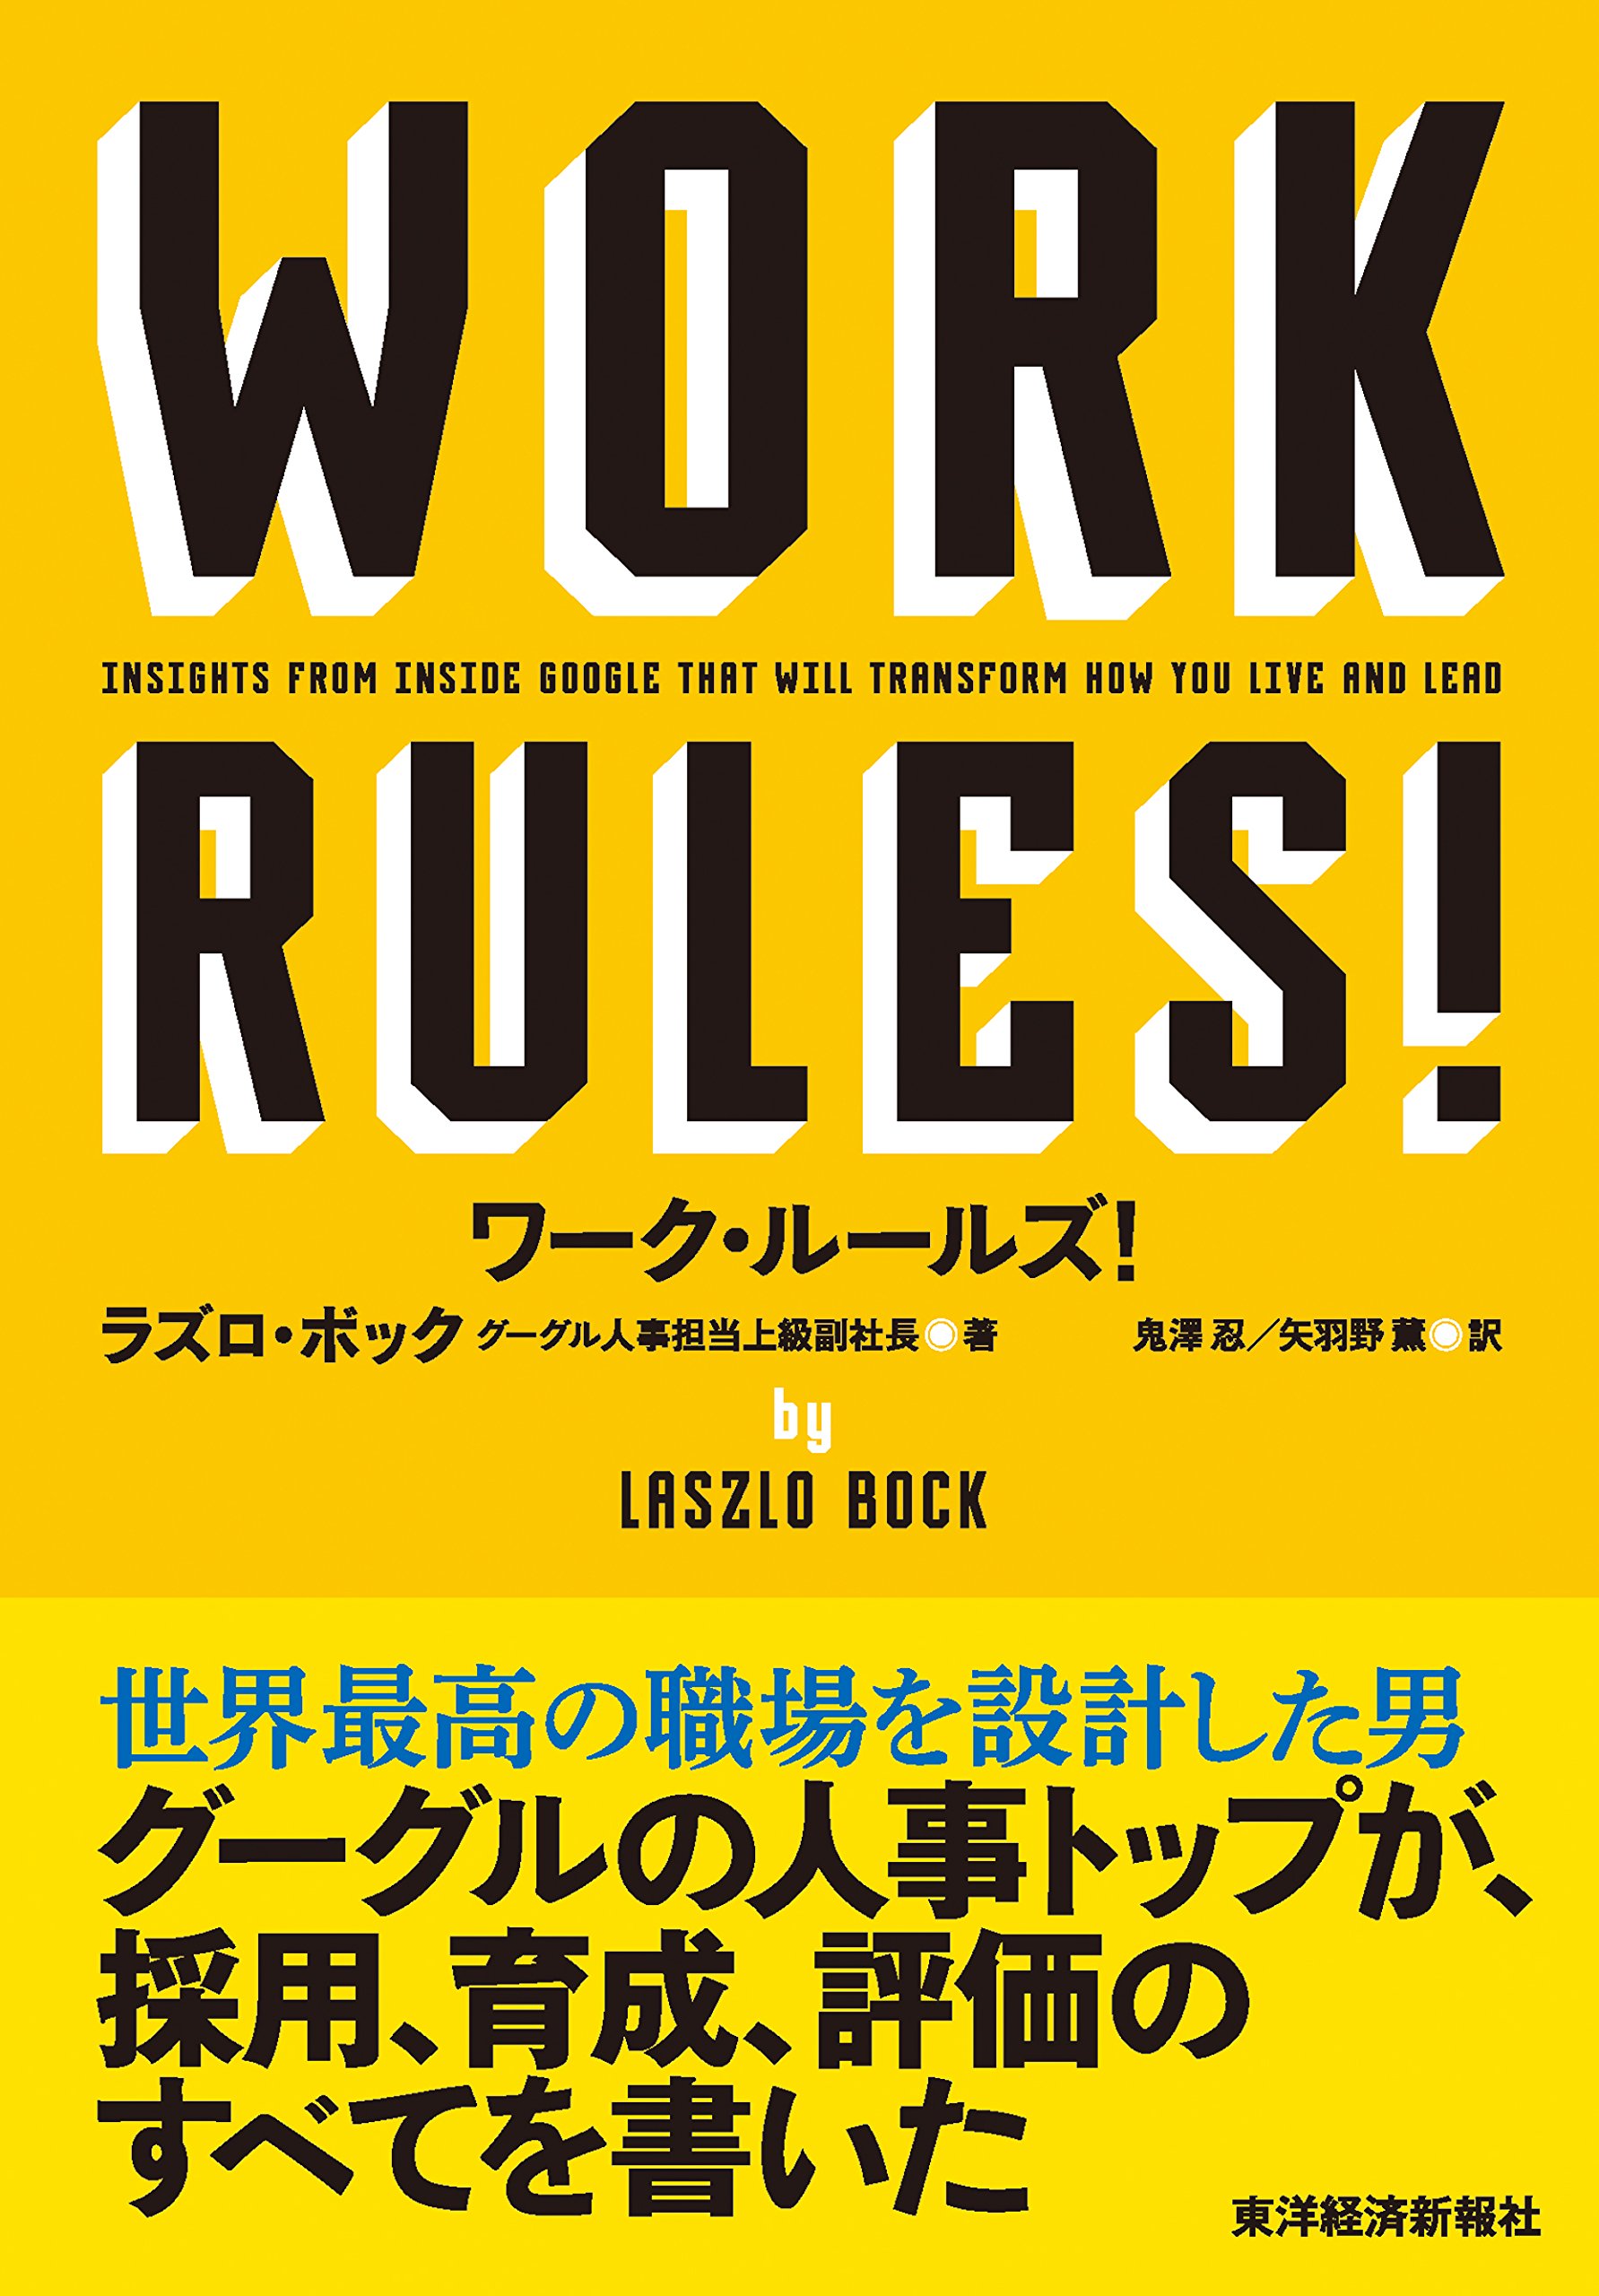 WORK
INSIGHTS FROM INSIDE GOOGLE THAT WILL TRANSFORM HOW YOU LIVE AND LEAD
RULES!
ワーク・ルールズ!
ラズロ・ボック グーグル人事担当上級副社長◎著 鬼澤 忍/矢羽野 薫◎訳
by
LASZLO BOCK
世界最高の職場を設計した男
グーグルの人事トップが、
採用、育成、評価の
すべてを書いた
東洋経済新報社